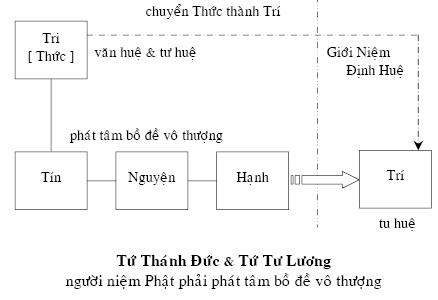 chuyển Thức thành Trí
Tri
[ Thức ]
văn huệ & tư huệ
Giới Niệm
Định Huệ
phát tâm bồ đề vô thượng
Tín
Nguyện
Hạnh
Trí
tu huệ
Tứ Thánh Đức & Tứ Tư Lương
người niệm Phật phải phát tâm bồ đề vô thượng